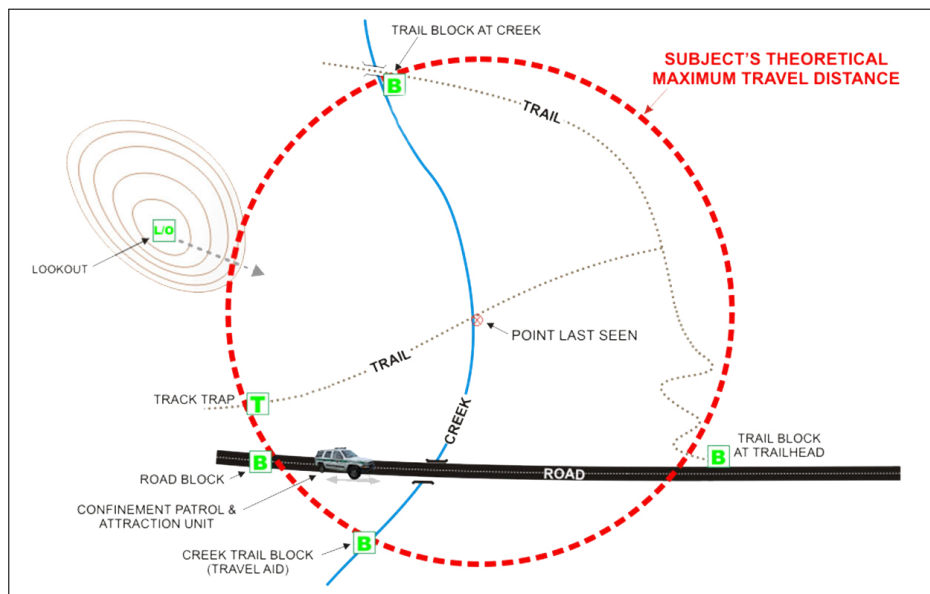 TRAIL BLOCK AT CREEK
B
SUBJECT'S THEORETICAL
MAXIMUM TRAVEL DISTANCE
TRAIL
L/O
LOOKOUT
POINT LAST SEEN
TRAIL
TRACK TRAP
T
CREEK
TRAIL BLOCK
AT TRAILHEAD
B
B
ROAD
ROAD BLOCK
CONFINEMENT PATROL &
ATTRACTION UNIT
B
CREEK TRAIL BLOCK
(TRAVEL AID)